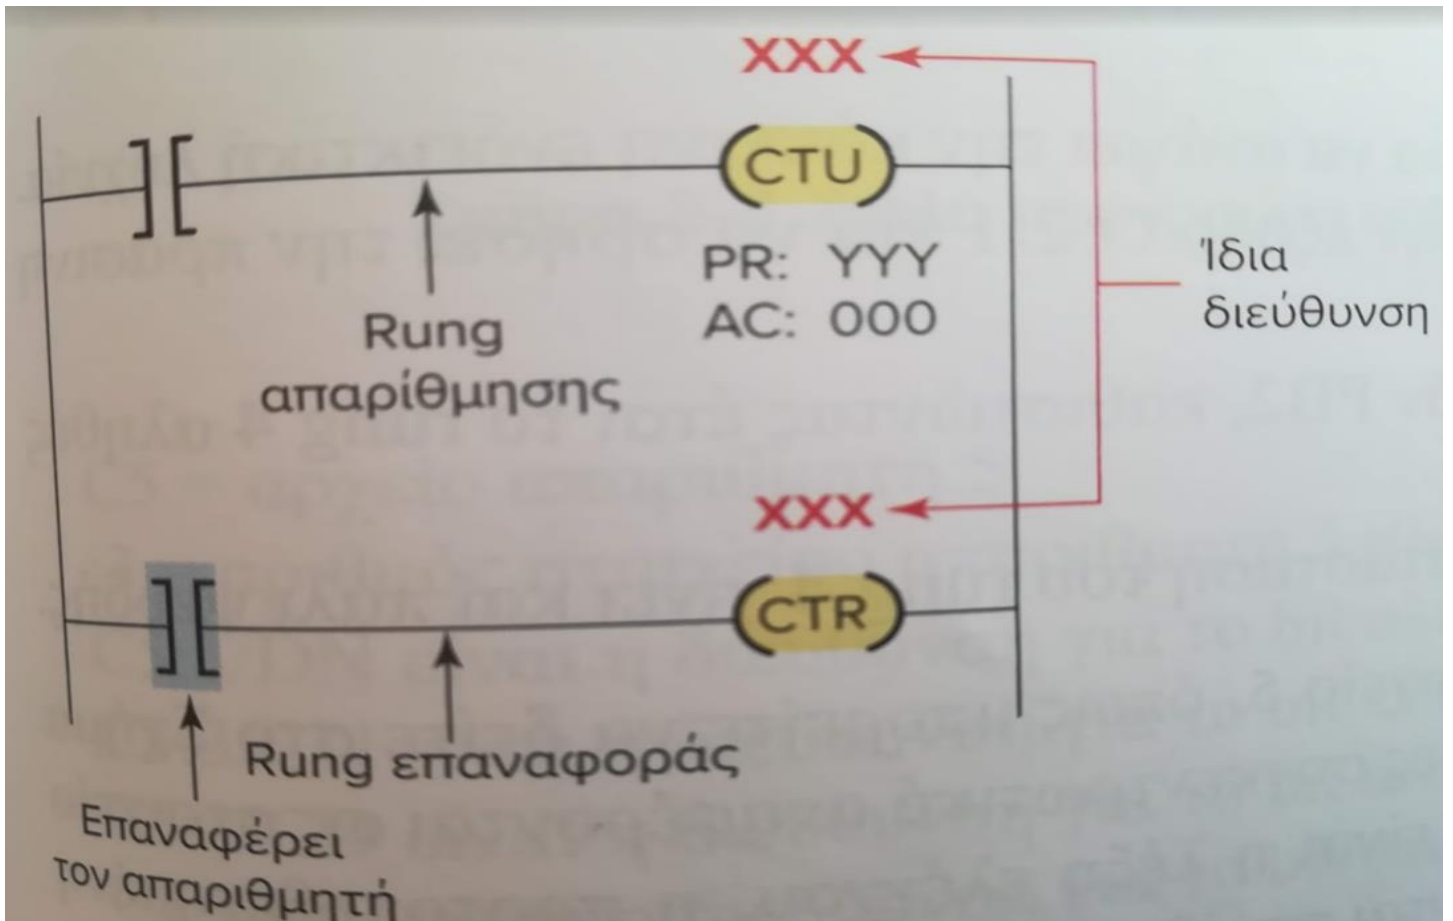 XXX
CTU
PR: YYY
AC: 000
Ίδια
διεύθυνση
Rung
απαρίθμησης
XXX
CTR
Rung επαναφοράς
Επαναφέρει
τον απαριθμητή